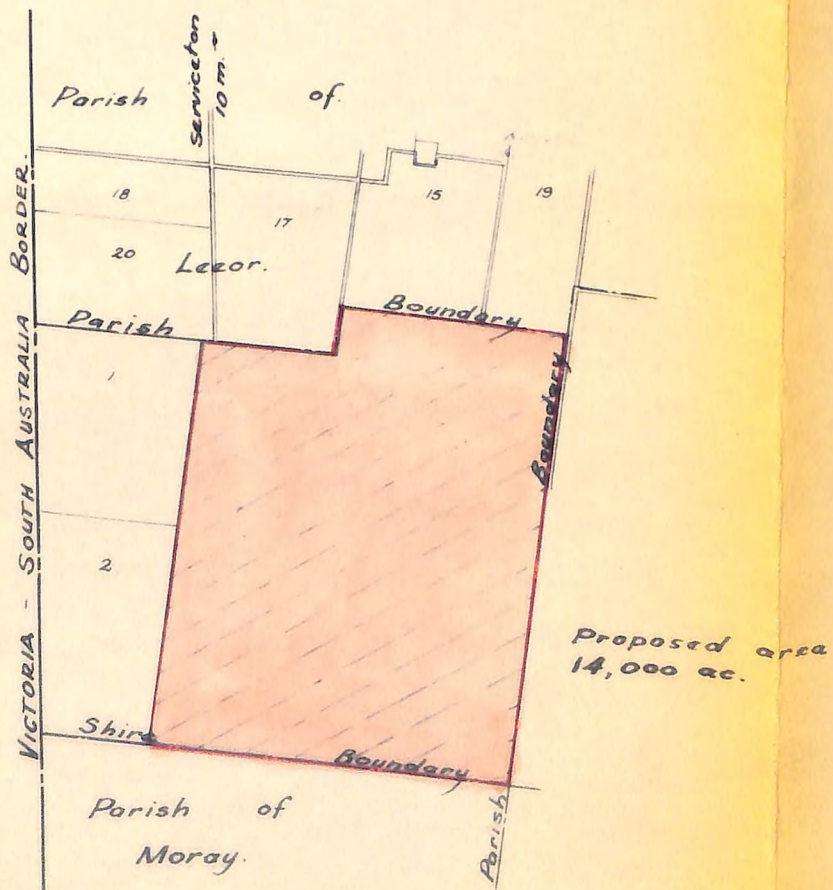 Parish of
Serviceton
10 m.
18
17
15
19
20
Leeor.
VICTORIA - SOUTH AUSTRALIA BORDER.
Parish Boundary
Boundary
1
2
Proposed area
14,000 ac.
Shire Boundary
Parish of
Moray.
Parish